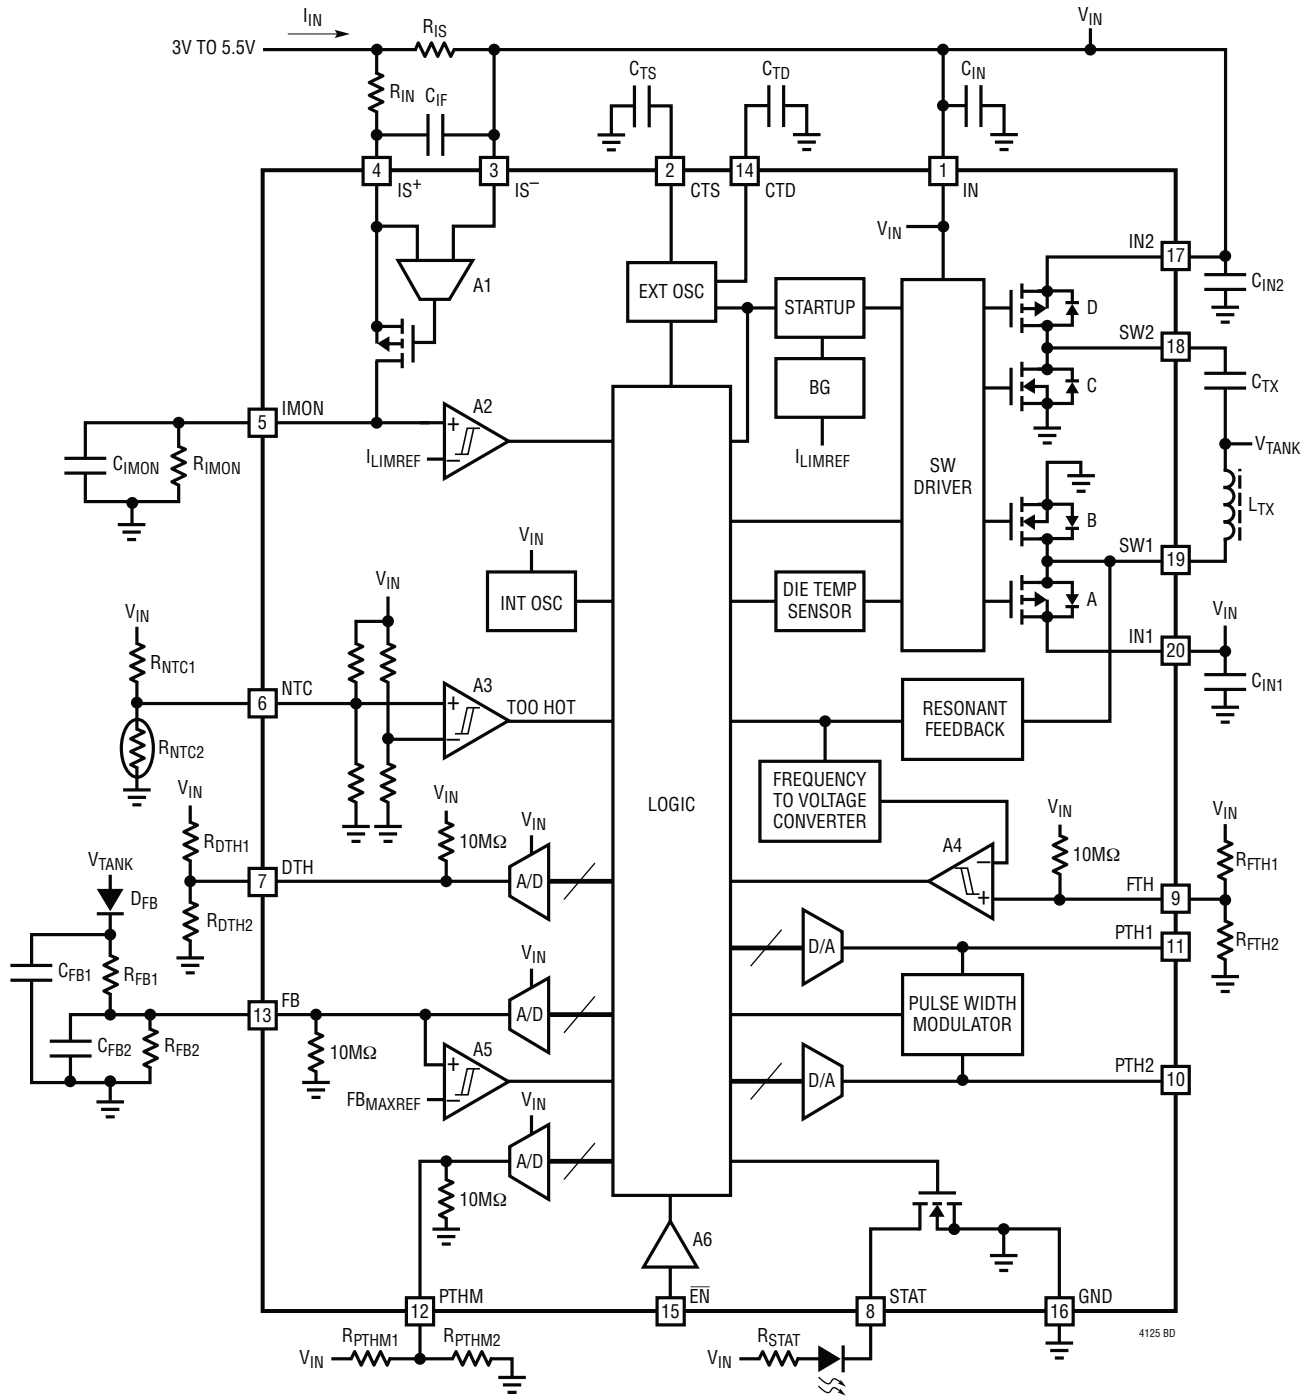 I_IN
R_IS
V_IN
3V TO 5.5V
R_IN
C_IF
C_TS
C_TD
C_IN
4
IS+
3
IS−
2
CTS
14
CTD
1
IN
V_IN
IN2
17
C_IN2
A1
EXT OSC
STARTUP
D
SW2
18
BG
C
C_TX
IMON
5
A2
+
−
I_LIMREF
I_LIMREF
V_TANK
C_IMON
R_IMON
SW
DRIVER
B
L_TX
SW1
19
V_IN
INT OSC
DIE TEMP
SENSOR
A
V_IN
V_IN
V_IN
IN1
20
C_IN1
R_NTC1
NTC
6
A3
+
−
TOO HOT
RESONANT
FEEDBACK
R_NTC2
FREQUENCY
TO VOLTAGE
CONVERTER
LOGIC
V_IN
V_IN
V_IN
V_IN
V_IN
R_DTH1
10MΩ
A4
−
+
10MΩ
R_FTH1
V_TANK
DTH
7
A/D
FTH
9
D_FB
R_DTH2
R_FTH2
D/A
PTH1
11
C_FB1
R_FB1
V_IN
FB
13
A/D
PULSE WIDTH
MODULATOR
C_FB2
R_FB2
10MΩ
A5
+
−
FB_MAXREF
D/A
PTH2
10
V_IN
A/D
10MΩ
A6
PTHM
12
15
EN
8
STAT
16
GND
4125 BD
R_PTHM1
R_PTHM2
V_IN
R_STAT
V_IN